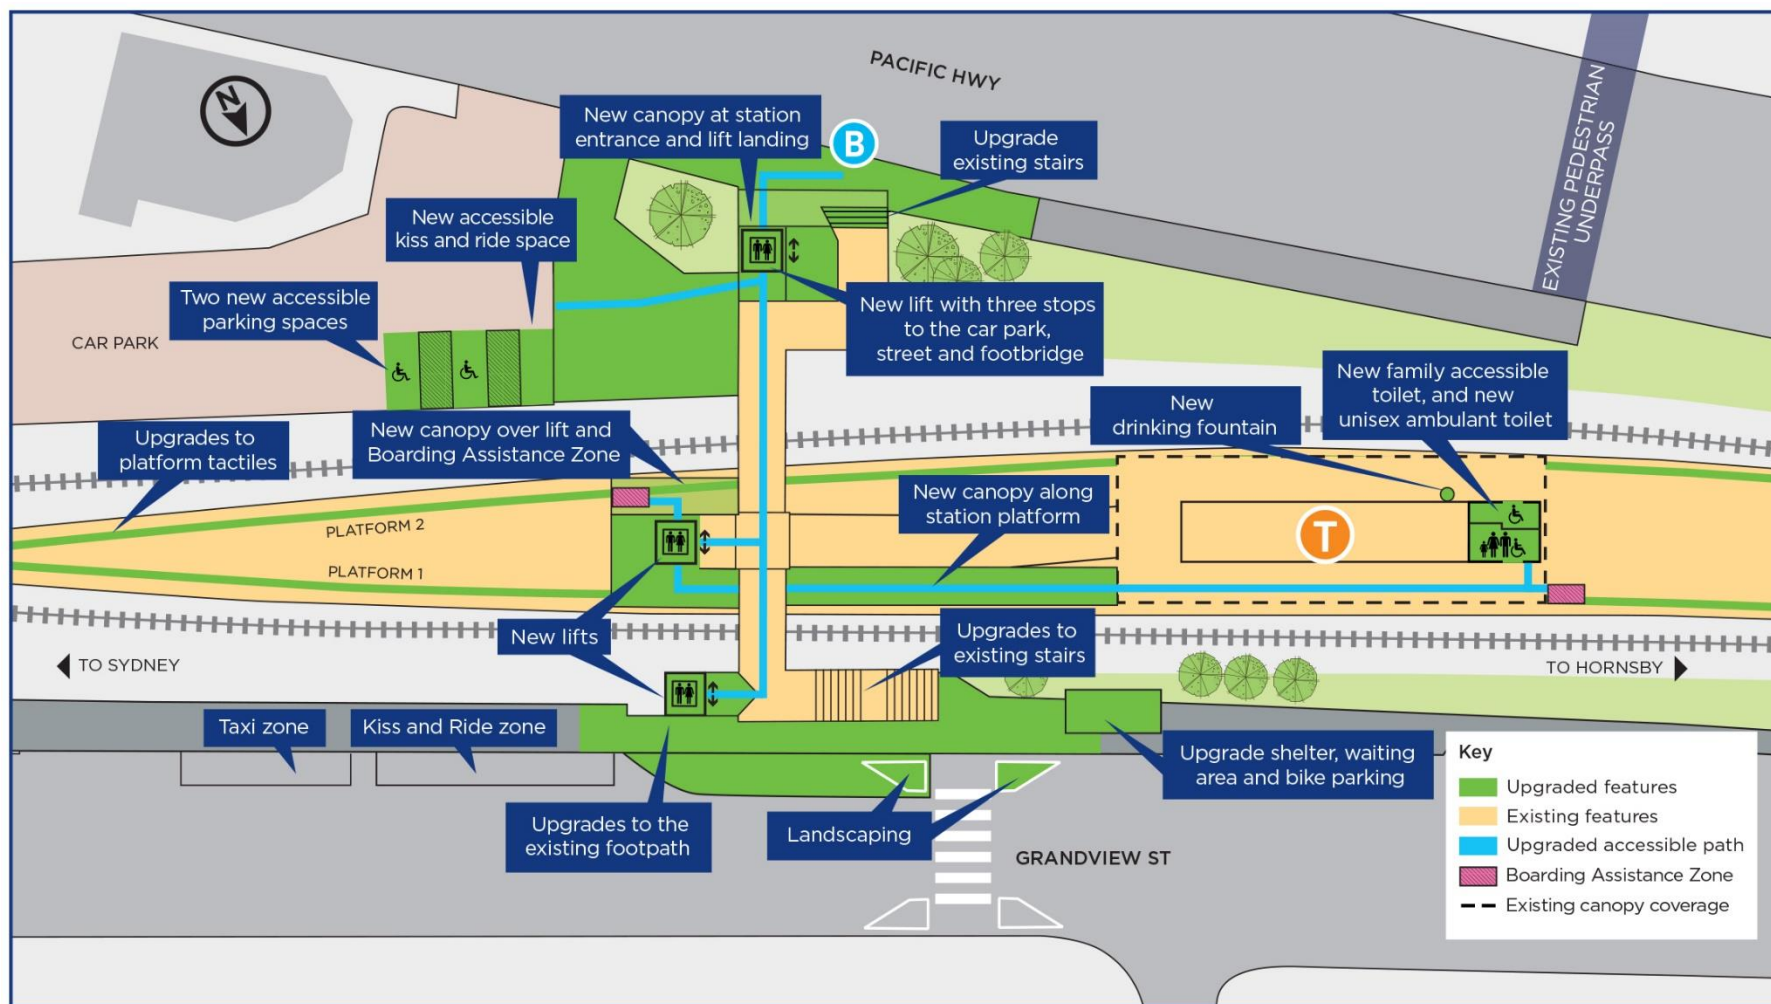 PACIFIC HWY
EXISTING PEDESTRIAN
UNDERPASS
N
New canopy at station
entrance and lift landing
B
Upgrade
existing stairs
New accessible
kiss and ride space
Two new accessible
parking spaces
CAR PARK
New lift with three stops
to the car park,
street and footbridge
New family accessible
toilet, and new
unisex ambulant toilet
New
drinking fountain
Upgrades to
platform tactiles
New canopy over lift and
Boarding Assistance Zone
New canopy along
station platform
PLATFORM 2
T
PLATFORM 1
New lifts
Upgrades to
existing stairs
TO SYDNEY
TO HORNSBY
Taxi zone
Kiss and Ride zone
Upgrade shelter, waiting
area and bike parking
Upgrades to the
existing footpath
Landscaping
GRANDVIEW ST
Key
Upgraded features
Existing features
Upgraded accessible path
Boarding Assistance Zone
Existing canopy coverage